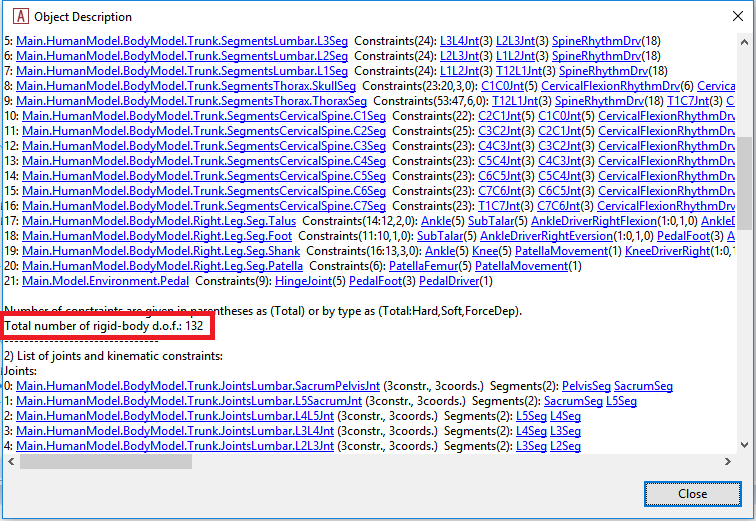 Object Description
5: Main.HumanModel.BodyModel.Trunk.SegmentsLumbar.L3Seg Constraints(24): L3L4Jnt(3) L2L3Jnt(3) SpineRhythmDrv(18)
6: Main.HumanModel.BodyModel.Trunk.SegmentsLumbar.L2Seg Constraints(24): L2L3Jnt(3) L1L2Jnt(3) SpineRhythmDrv(18)
7: Main.HumanModel.BodyModel.Trunk.SegmentsLumbar.L1Seg Constraints(24): L1L2Jnt(3) T12L1Jnt(3) SpineRhythmDrv(18)
8: Main.HumanModel.BodyModel.Trunk.SegmentsThorax.SkullSeg Constraints(24:20,3,0): C1C0Jnt(5) CervicalFlexionRhythmDrv(6) Cervica
9: Main.HumanModel.BodyModel.Trunk.SegmentsThorax.ThoraxSeg Constraints(53:47,6,0): T12L1Jnt(3) SpineRhythmDrv(18) T1C7Jnt(3) C
10: Main.HumanModel.BodyModel.Trunk.SegmentsCervicalSpine.C1Seg Constraints(22): C2C1Jnt(5) C1C0Jnt(5) CervicalFlexionRhythmDrv
11: Main.HumanModel.BodyModel.Trunk.SegmentsCervicalSpine.C2Seg Constraints(25): C3C2Jnt(3) C2C1Jnt(5) CervicalFlexionRhythmDrv
12: Main.HumanModel.BodyModel.Trunk.SegmentsCervicalSpine.C3Seg Constraints(23): C4C3Jnt(3) C3C2Jnt(3) CervicalFlexionRhythmDrv
13: Main.HumanModel.BodyModel.Trunk.SegmentsCervicalSpine.C4Seg Constraints(23): C5C4Jnt(3) C4C3Jnt(3) CervicalFlexionRhythmDrv
14: Main.HumanModel.BodyModel.Trunk.SegmentsCervicalSpine.C5Seg Constraints(23): C6C5Jnt(3) C5C4Jnt(3) CervicalFlexionRhythmDrv
15: Main.HumanModel.BodyModel.Trunk.SegmentsCervicalSpine.C6Seg Constraints(23): C7C6Jnt(3) C6C5Jnt(3) CervicalFlexionRhythmDrv
16: Main.HumanModel.BodyModel.Trunk.SegmentsCervicalSpine.C7Seg Constraints(23): T1C7Jnt(3) C7C6Jnt(3) CervicalFlexionRhythmDrv
17: Main.HumanModel.BodyModel.Right.Leg.Seg.Talus Constraints(14:12,2,0): Ankle(5) SubTalar(5) AnkleDriverRightFlexion(1:0,1,0) AnkleD
18: Main.HumanModel.BodyModel.Right.Leg.Seg.Foot Constraints(11:10,1,0): SubTalar(5) AnkleDriverRightEversion(1:0,1,0) PedalFoot(3) A
19: Main.HumanModel.BodyModel.Right.Leg.Seg.Shank Constraints(16:13,3,0): Ankle(5) Knee(5) PatellaMovement(1) KneeDriverRight(1:0,1
20: Main.HumanModel.BodyModel.Right.Leg.Seg.Patella Constraints(6): PatellaFemur(5) PatellaMovement(1)
21: Main.Model.Environment.Pedal Constraints(9): HingeJoint(5) PedalFoot(3) PedalDriver(1)
Number of constraints are given in parentheses as (Total) or by type as (Total:Hard,Soft,ForceDep).
Total number of rigid-body d.o.f.: 132
------------------------------
2) List of joints and kinematic constraints:
Joints:
0: Main.HumanModel.BodyModel.Trunk.JointsLumbar.SacrumPelvisJnt (3constr., 3coords.) Segments(2): PelvisSeg SacrumSeg
1: Main.HumanModel.BodyModel.Trunk.JointsLumbar.L5SacrumJnt (3constr., 3coords.) Segments(2): SacrumSeg L5Seg
2: Main.HumanModel.BodyModel.Trunk.JointsLumbar.L4L5Jnt (3constr., 3coords.) Segments(2): L5Seg L4Seg
3: Main.HumanModel.BodyModel.Trunk.JointsLumbar.L3L4Jnt (3constr., 3coords.) Segments(2): L4Seg L3Seg
4: Main.HumanModel.BodyModel.Trunk.JointsLumbar.L2L3Jnt (3constr., 3coords.) Segments(2): L3Seg L2Seg
Close